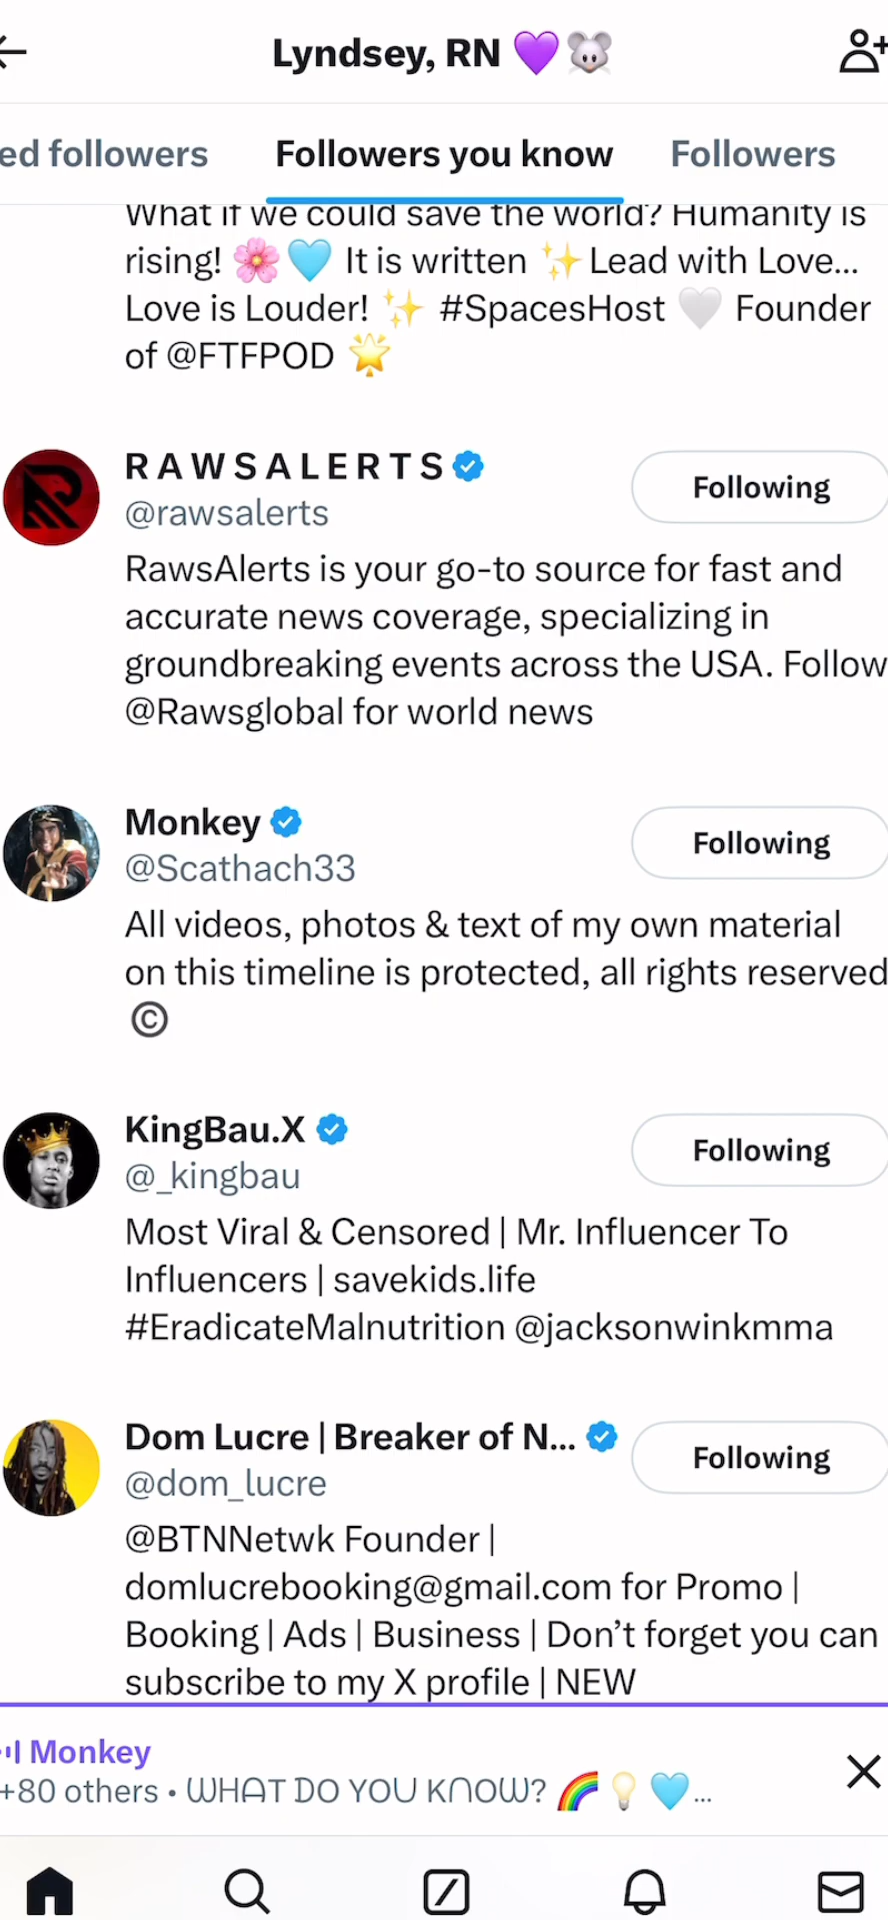 Lyndsey, RN 💜🐭
ed followers Followers you know Followers
What if we could save the world? Humanity is
rising! 🌸🩵 It is written ✨ Lead with Love...
Love is Louder! ✨ #SpacesHost 🤍 Founder
of @FTFPOD 🌟
R A W S A L E R T S
Following
@rawsalerts
RawsAlerts is your go-to source for fast and
accurate news coverage, specializing in
groundbreaking events across the USA. Follow
@Rawsglobal for world news
Monkey
Following
@Scathach33
All videos, photos & text of my own material
on this timeline is protected, all rights reserved
©
KingBau.X
Following
@_kingbau
Most Viral & Censored | Mr. Influencer To
Influencers | savekids.life
#EradicateMalnutrition @jacksonwinkmma
Dom Lucre | Breaker of N...
Following
@dom_lucre
@BTNNetwk Founder |
domlucrebooking@gmail.com for Promo |
Booking | Ads | Business | Don’t forget you can
subscribe to my X profile | NEW
Monkey
+80 others • ᗯᕼᗩT ᗪO YOᑌ KᑎOᗯ? 🌈💡🩵...